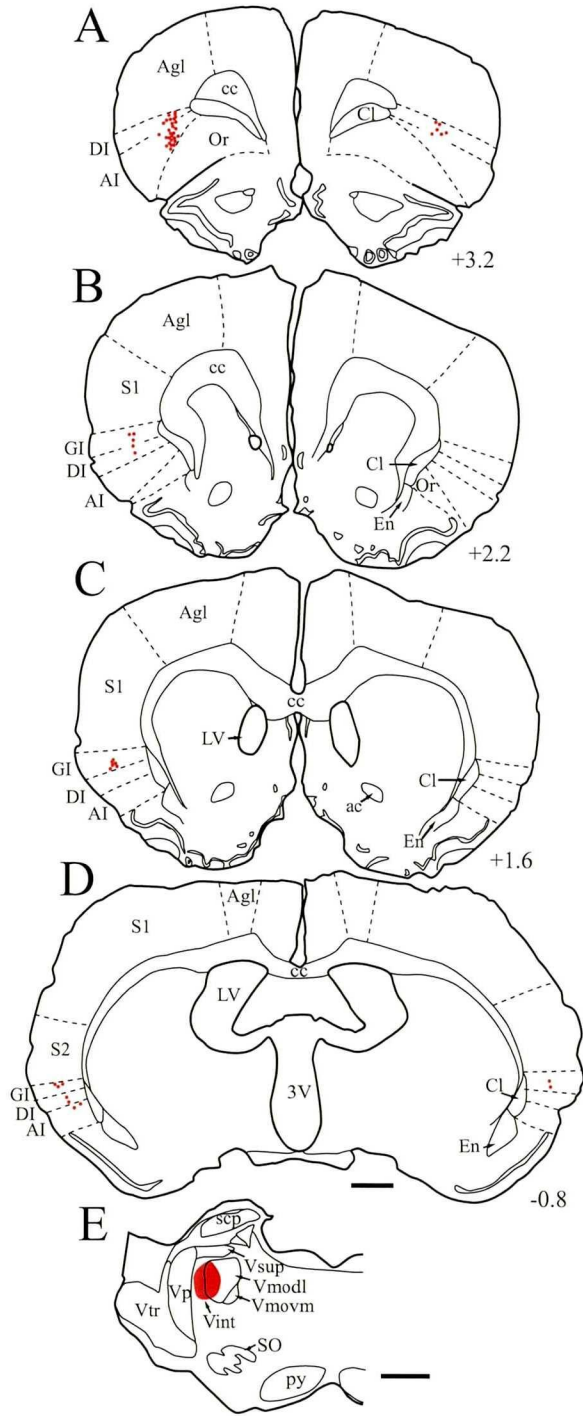 A
Agl
cc
Cl
DI
Or
AI
+3.2
B
Agl
S1
cc
GI
DI
Cl
Or
AI
En
+2.2
C
Agl
S1
cc
LV
GI
Cl
DI
ac
AI
En
+1.6
D
Agl
S1
cc
LV
S2
3V
GI
Cl
DI
AI
En
-0.8
E
scp
Vsup
Vp
Vmodl
Vtr
Vmovm
Vint
SO
py